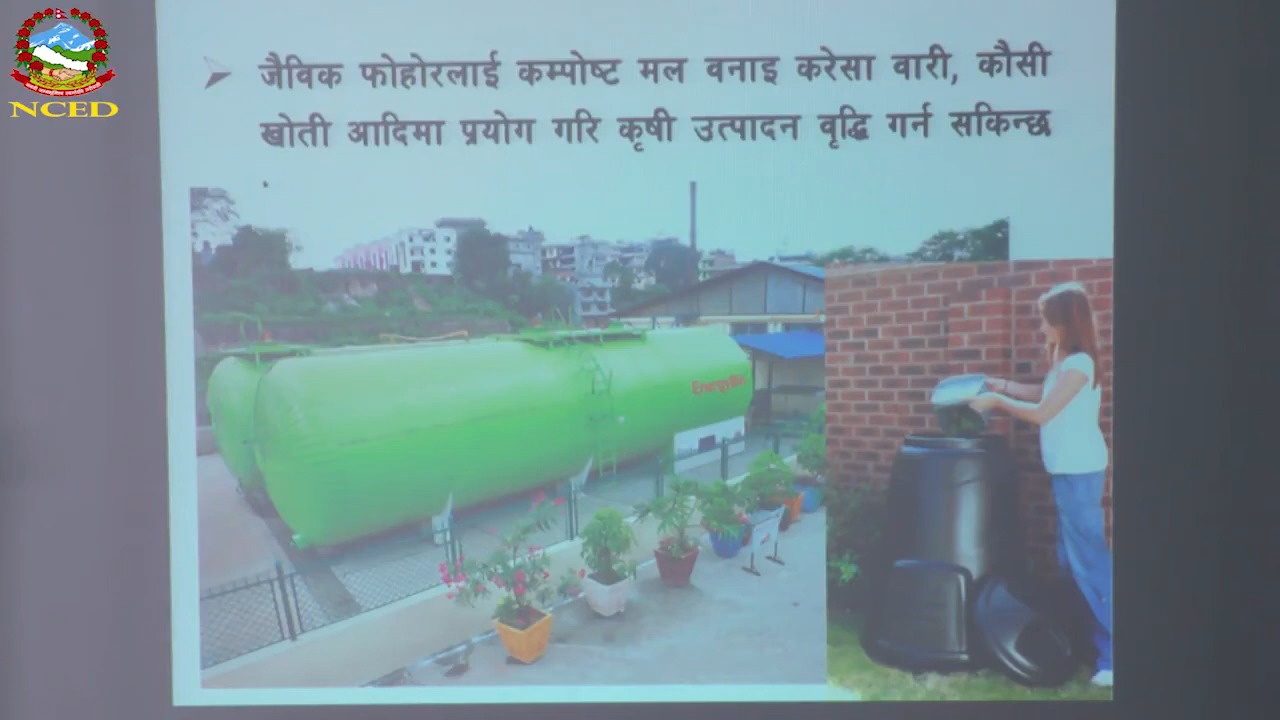 NCED
जैविक फोहोरलाई कम्पोष्ट मल वनाइ करेसा वारी, कौसी
खोती आदिमा प्रयोग गरि कृषी उत्पादन वृद्धि गर्न सकिन्छ